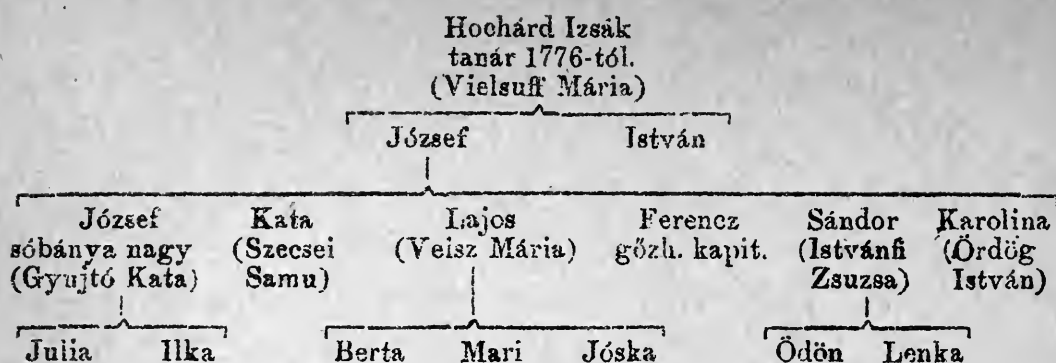 Hochárd Izsák
tanár 1776-tól.
(Vielsuff Mária)
József István
József Kata Lajos Ferencz Sándor Karolina
sóbánya nagy (Szecsei (Veisz Mária) gőzh. kapit. (Istvánfi (Ördög
(Gyujtó Kata) Samu) Zsuzsa) István)
Julia Ilka Berta Mari Jóska Ödön Lenka